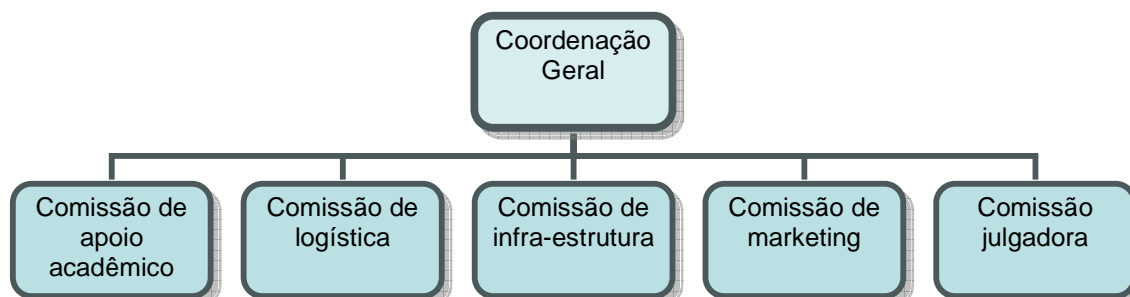 Coordenação
Geral
Comissão de
apoio
acadêmico
Comissão de
logística
Comissão de
infra-estrutura
Comissão de
marketing
Comissão
julgadora